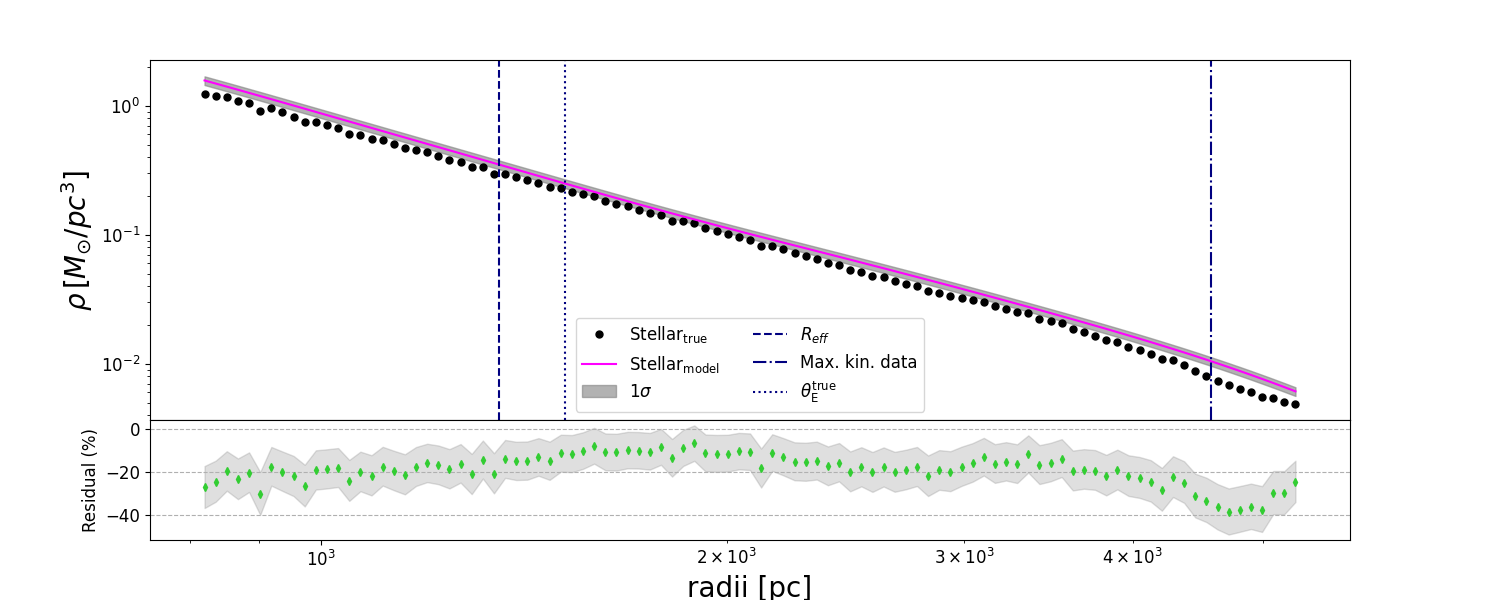 10⁰
10⁻¹
10⁻²
ρ [M⊙/pc³]
Stellar_true
Stellar_model
1σ
R_eff
Max. kin. data
θ_E^true
0
−20
−40
Residual (%)
10³
2 × 10³
3 × 10³
4 × 10³
radii [pc]